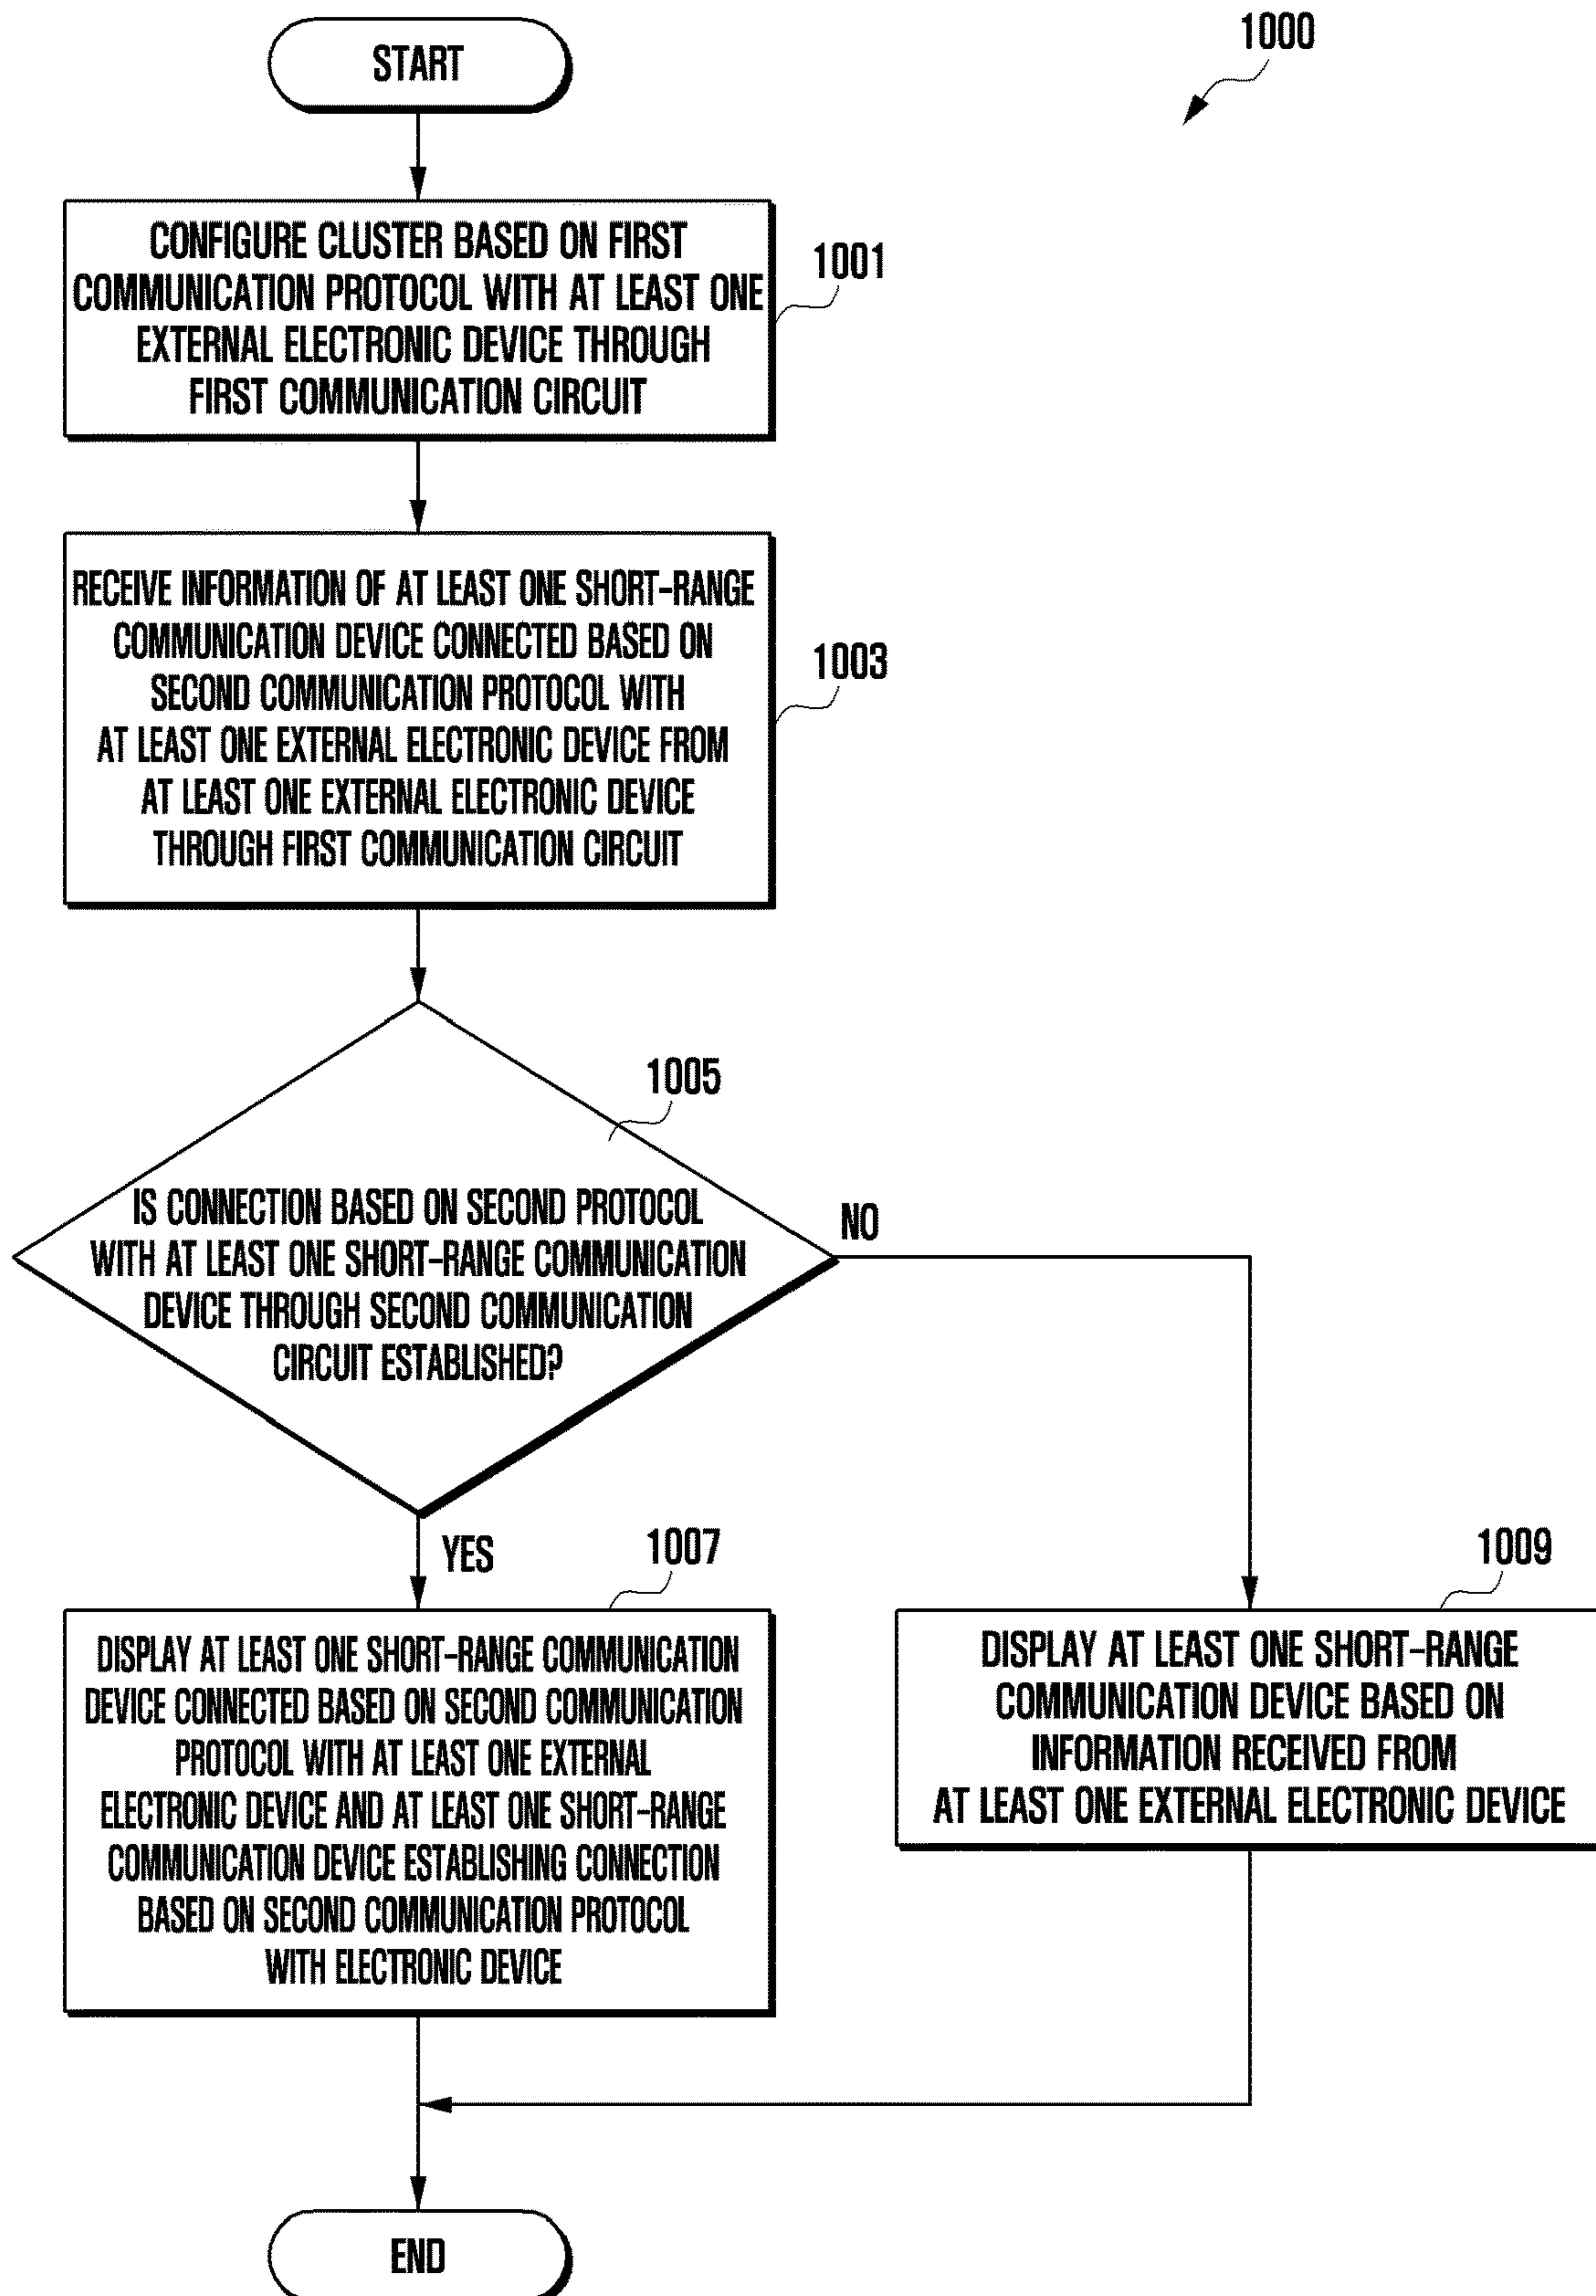 START
1000
CONFIGURE CLUSTER BASED ON FIRST
COMMUNICATION PROTOCOL WITH AT LEAST ONE
EXTERNAL ELECTRONIC DEVICE THROUGH
FIRST COMMUNICATION CIRCUIT
1001
RECEIVE INFORMATION OF AT LEAST ONE SHORT-RANGE
COMMUNICATION DEVICE CONNECTED BASED ON
SECOND COMMUNICATION PROTOCOL WITH
AT LEAST ONE EXTERNAL ELECTRONIC DEVICE FROM
AT LEAST ONE EXTERNAL ELECTRONIC DEVICE
THROUGH FIRST COMMUNICATION CIRCUIT
1003
1005
IS CONNECTION BASED ON SECOND PROTOCOL
WITH AT LEAST ONE SHORT-RANGE COMMUNICATION
DEVICE THROUGH SECOND COMMUNICATION
CIRCUIT ESTABLISHED?
NO
YES
1007
DISPLAY AT LEAST ONE SHORT-RANGE COMMUNICATION
DEVICE CONNECTED BASED ON SECOND COMMUNICATION
PROTOCOL WITH AT LEAST ONE EXTERNAL
ELECTRONIC DEVICE AND AT LEAST ONE SHORT-RANGE
COMMUNICATION DEVICE ESTABLISHING CONNECTION
BASED ON SECOND COMMUNICATION PROTOCOL
WITH ELECTRONIC DEVICE
1009
DISPLAY AT LEAST ONE SHORT-RANGE
COMMUNICATION DEVICE BASED ON
INFORMATION RECEIVED FROM
AT LEAST ONE EXTERNAL ELECTRONIC DEVICE
END